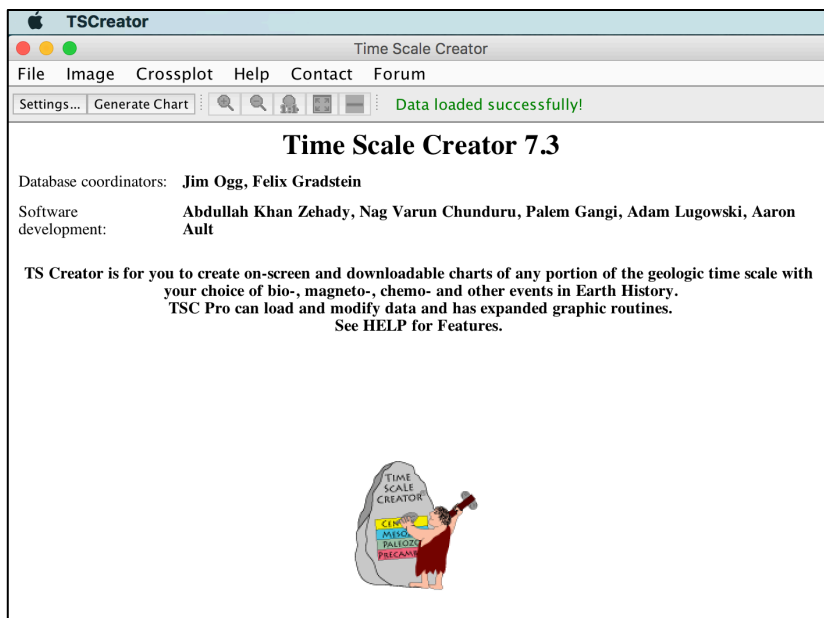 TSCreator
Time Scale Creator
File Image Crossplot Help Contact Forum
Settings... Generate Chart Data loaded successfully!
Time Scale Creator 7.3
Database coordinators: Jim Ogg, Felix Gradstein
Software development: Abdullah Khan Zehady, Nag Varun Chunduru, Palem Gangi, Adam Lugowski, Aaron
Ault
TS Creator is for you to create on-screen and downloadable charts of any portion of the geologic time scale with
your choice of bio-, magneto-, chemo- and other events in Earth History.
TSC Pro can load and modify data and has expanded graphic routines.
See HELP for Features.
TIME
SCALE
CREATOR
CEN
MESO
PALEOZO
PRECAMB